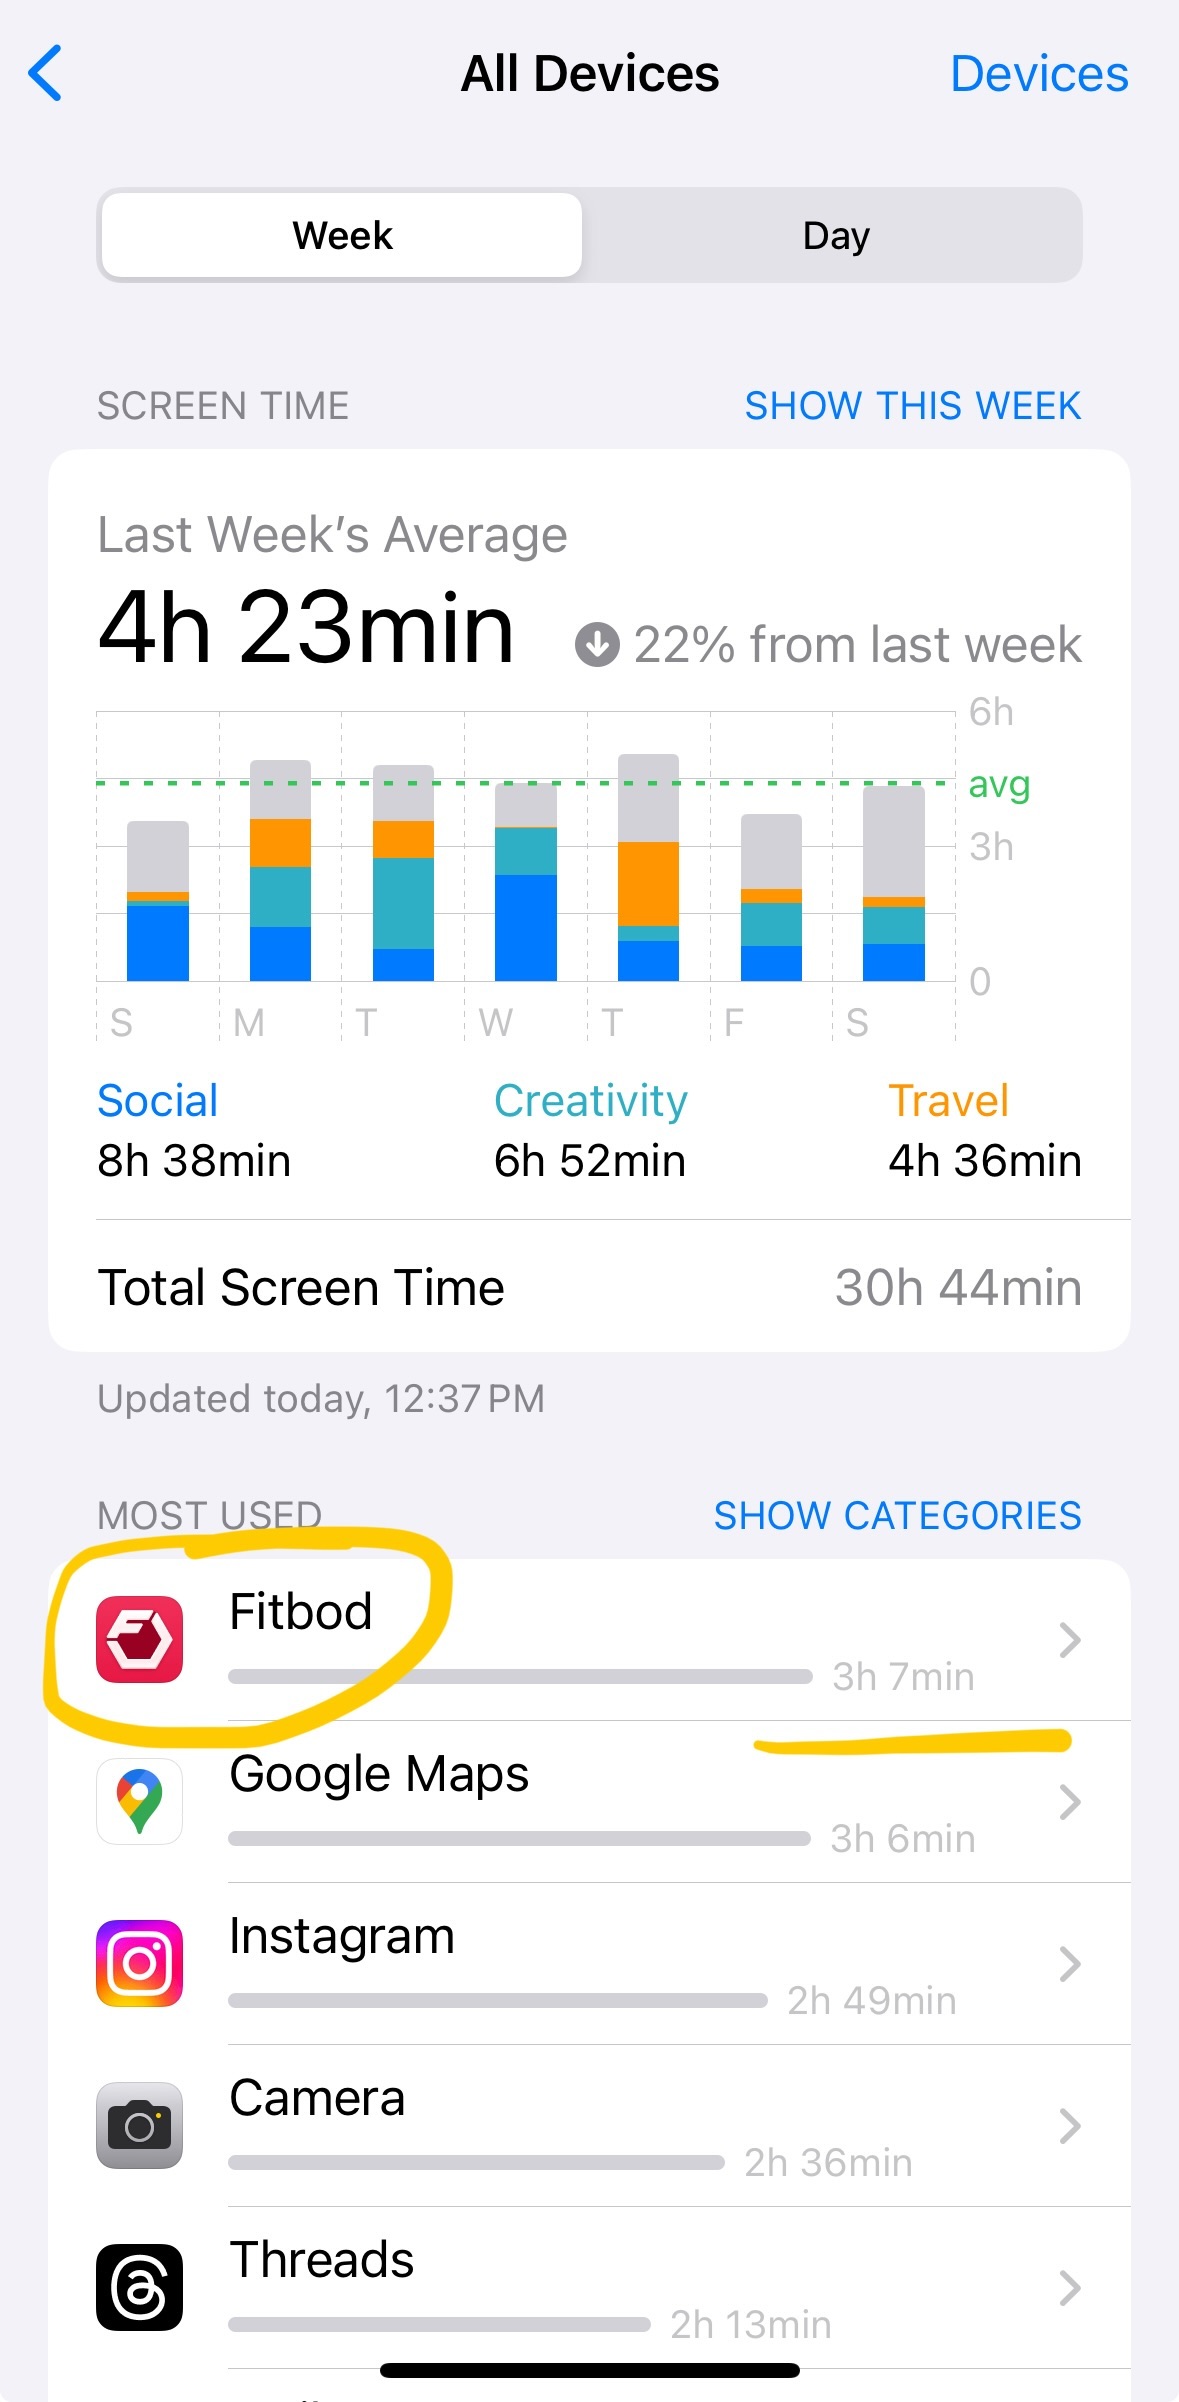 All Devices
Devices
Week
Day
SCREEN TIME
SHOW THIS WEEK
Last Week's Average
4h 23min
22% from last week
6h
avg
3h
0
S M T W T F S
Social
Creativity
Travel
8h 38min
6h 52min
4h 36min
Total Screen Time
30h 44min
Updated today, 12:37 PM
MOST USED
SHOW CATEGORIES
Fitbod
3h 7min
Google Maps
3h 6min
Instagram
2h 49min
Camera
2h 36min
Threads
2h 13min